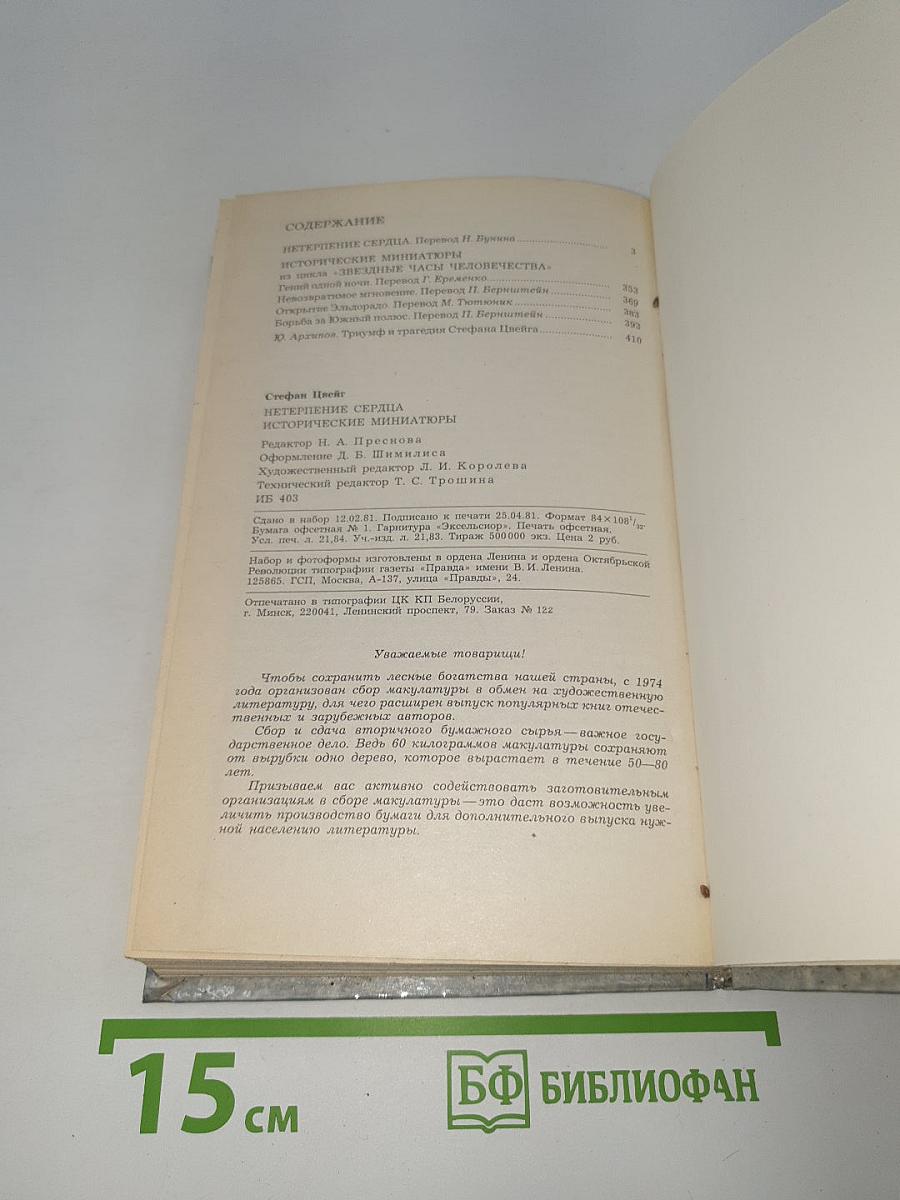 СОДЕРЖАНИЕ
НЕТЕРПЕНИЕ СЕРДЦА. Перевод Н. Бунина 3
ИСТОРИЧЕСКИЕ МИНИАТЮРЫ
из цикла «ЗВЕЗДНЫЕ ЧАСЫ ЧЕЛОВЕЧЕСТВА»
Гений одной ночи. Перевод Г. Еременко 353
Невозвратимое мгновение. Перевод П. Бернштейн 369
Открытие Эльдорадо. Перевод М. Тютюник 383
Борьба за Южный полюс. Перевод П. Бернштейн 393
Ю. Архипов. Триумф и трагедия Стефана Цвейга 410
Стефан Цвейг
НЕТЕРПЕНИЕ СЕРДЦА
ИСТОРИЧЕСКИЕ МИНИАТЮРЫ
Редактор Н. А. Преснова
Оформление Д. Б. Шимилиса
Художественный редактор Л. И. Королева
Технический редактор Т. С. Трошина
ИБ 403
Сдано в набор 12.02.81. Подписано к печати 25.04.81. Формат 84×108¹/₃₂.
Бумага офсетная № 1. Гарнитура «Эксельсиор». Печать офсетная.
Усл. печ. л. 21,84. Уч.-изд. л. 21,83. Тираж 500 000 экз. Цена 2 руб.
Набор и фотоформы изготовлены в ордена Ленина и ордена Октябрьской
Революции типографии газеты «Правда» имени В. И. Ленина.
125865. ГСП, Москва, А-137, улица «Правды», 24.
Отпечатано в типографии ЦК КП Белоруссии,
г. Минск, 220041, Ленинский проспект, 79. Заказ № 122
Уважаемые товарищи!
Чтобы сохранить лесные богатства нашей страны, с 1974
года организован сбор макулатуры в обмен на художественную
литературу, для чего расширен выпуск популярных книг отечес-
твенных и зарубежных авторов.
Сбор и сдача вторичного бумажного сырья — важное госу-
дарственное дело. Ведь 60 килограммов макулатуры сохраняют
от вырубки одно дерево, которое вырастает в течение 50—80
лет.
Призываем вас активно содействовать заготовительным
организациям в сборе макулатуры — это даст возможность уве-
личить производство бумаги для дополнительного выпуска нуж-
ной населению литературы.
15 см
БФ БИБЛИОФАН